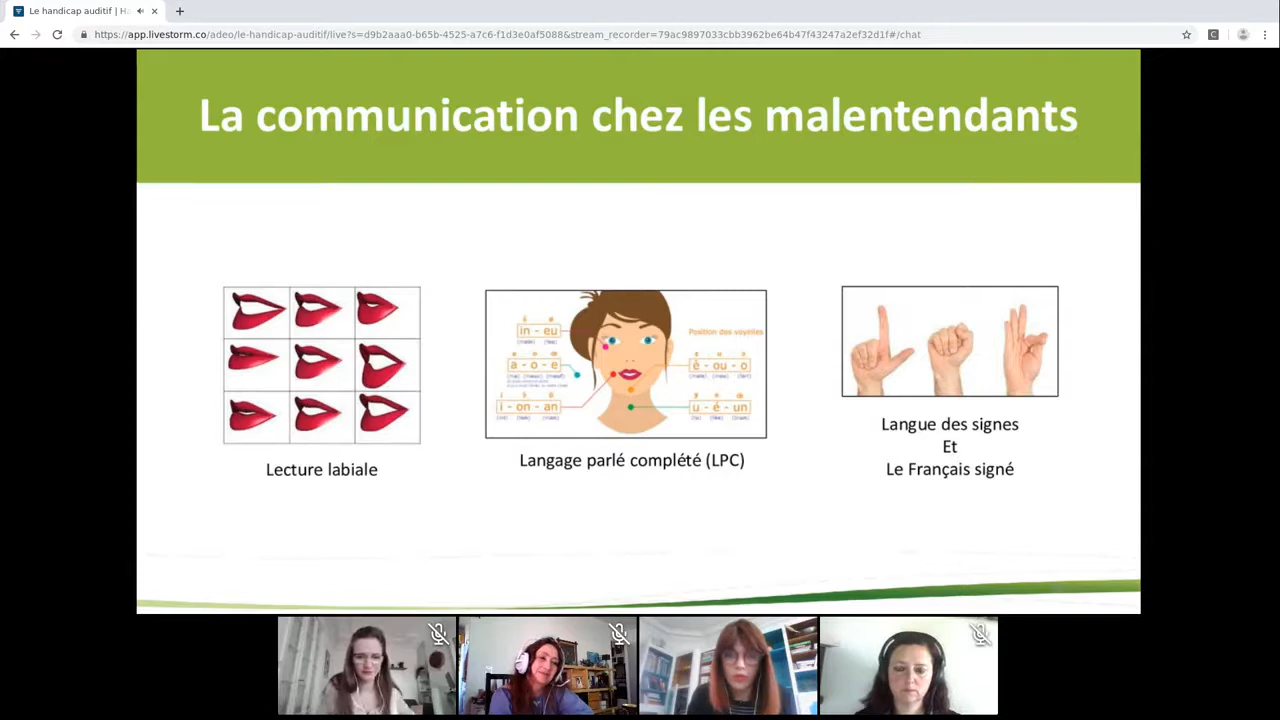 Le handicap auditif | Ha
https://app.livestorm.co/adeo/le-handicap-auditif/live?s=d9b2aaa0-b65b-4525-a7c6-f1d3e0af5088&stream_recorder=79ac9897033cbb3962be64b47f43247a2ef32d1f#/chat
La communication chez les malentendants
in - eu
Position des voyelles
a - o - e
è - ou - o
i - on - an
u - é - un
Lecture labiale
Langage parlé complété (LPC)
Langue des signes
Et
Le Français signé